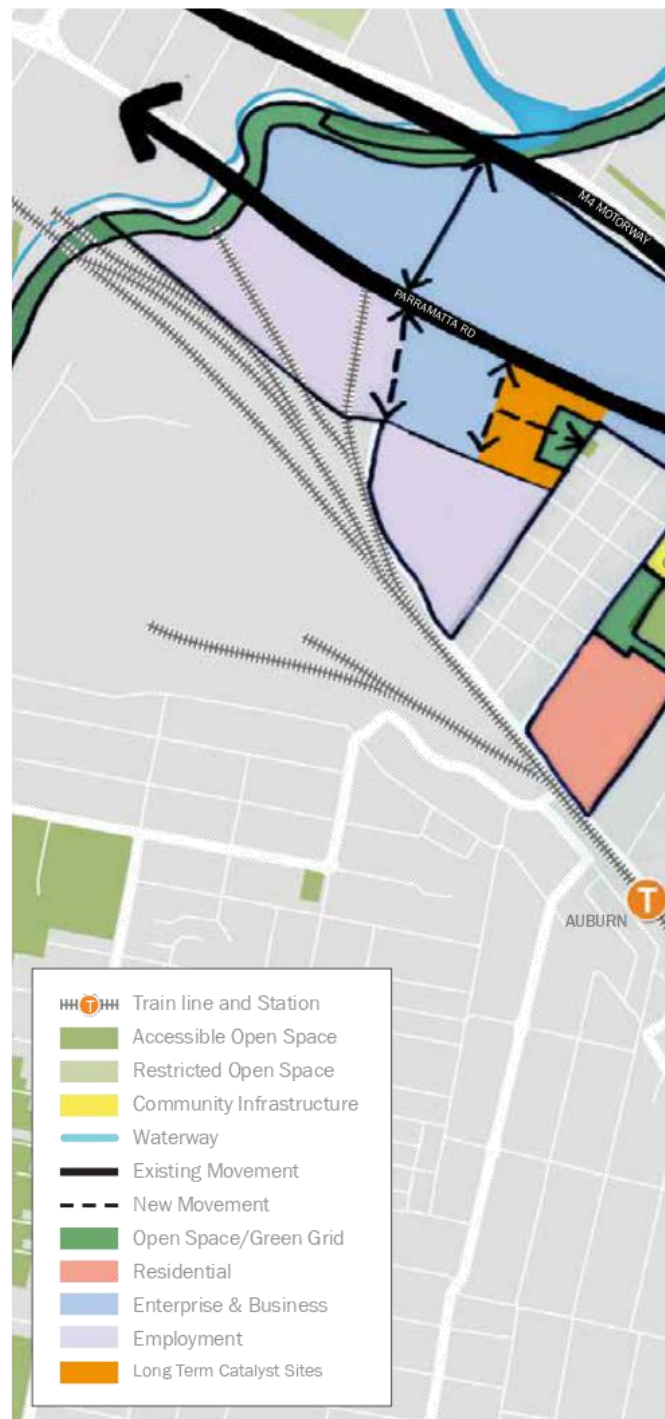 M4 MOTORWAY
PARRAMATTA RD
T
AUBURN
T Train line and Station
Accessible Open Space
Restricted Open Space
Community Infrastructure
Waterway
Existing Movement
New Movement
Open Space/Green Grid
Residential
Enterprise & Business
Employment
Long Term Catalyst Sites